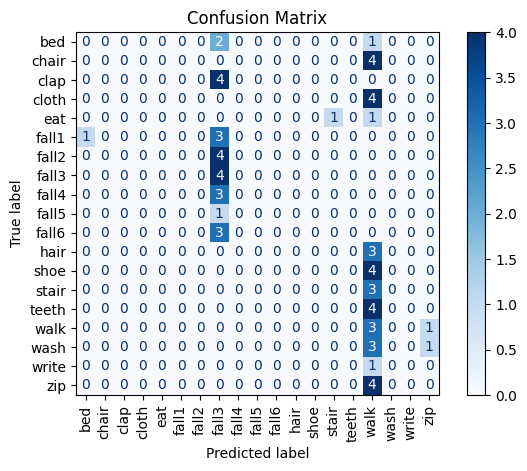 Confusion Matrix
bed 0 0 0 0 0 0 0 2 0 0 0 0 0 0 0 1 0 0 0
chair 0 0 0 0 0 0 0 0 0 0 0 0 0 0 0 4 0 0 0
clap 0 0 0 0 0 0 0 4 0 0 0 0 0 0 0 0 0 0 0
cloth 0 0 0 0 0 0 0 0 0 0 0 0 0 0 0 4 0 0 0
eat 0 0 0 0 0 0 0 0 0 0 0 0 0 1 0 1 0 0 0
fall1 1 0 0 0 0 0 0 3 0 0 0 0 0 0 0 0 0 0 0
fall2 0 0 0 0 0 0 0 4 0 0 0 0 0 0 0 0 0 0 0
fall3 0 0 0 0 0 0 0 4 0 0 0 0 0 0 0 0 0 0 0
fall4 0 0 0 0 0 0 0 3 0 0 0 0 0 0 0 0 0 0 0
fall5 0 0 0 0 0 0 0 1 0 0 0 0 0 0 0 0 0 0 0
fall6 0 0 0 0 0 0 0 3 0 0 0 0 0 0 0 0 0 0 0
hair 0 0 0 0 0 0 0 0 0 0 0 0 0 0 0 3 0 0 0
shoe 0 0 0 0 0 0 0 0 0 0 0 0 0 0 0 4 0 0 0
stair 0 0 0 0 0 0 0 0 0 0 0 0 0 0 0 3 0 0 0
teeth 0 0 0 0 0 0 0 0 0 0 0 0 0 0 0 4 0 0 0
walk 0 0 0 0 0 0 0 0 0 0 0 0 0 0 0 3 0 0 1
wash 0 0 0 0 0 0 0 0 0 0 0 0 0 0 0 3 0 0 1
write 0 0 0 0 0 0 0 0 0 0 0 0 0 0 0 1 0 0 0
zip 0 0 0 0 0 0 0 0 0 0 0 0 0 0 0 4 0 0 0
True label
bed chair clap cloth eat fall1 fall2 fall3 fall4 fall5 fall6 hair shoe stair teeth walk wash write zip
Predicted label
4.0
3.5
3.0
2.5
2.0
1.5
1.0
0.5
0.0